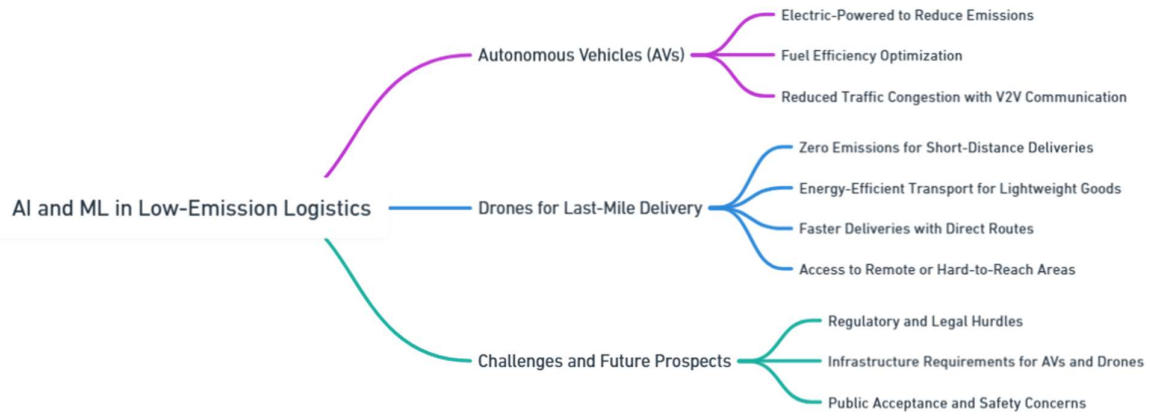 AI and ML in Low-Emission Logistics
Autonomous Vehicles (AVs)
Electric-Powered to Reduce Emissions
Fuel Efficiency Optimization
Reduced Traffic Congestion with V2V Communication
Drones for Last-Mile Delivery
Zero Emissions for Short-Distance Deliveries
Energy-Efficient Transport for Lightweight Goods
Faster Deliveries with Direct Routes
Access to Remote or Hard-to-Reach Areas
Challenges and Future Prospects
Regulatory and Legal Hurdles
Infrastructure Requirements for AVs and Drones
Public Acceptance and Safety Concerns